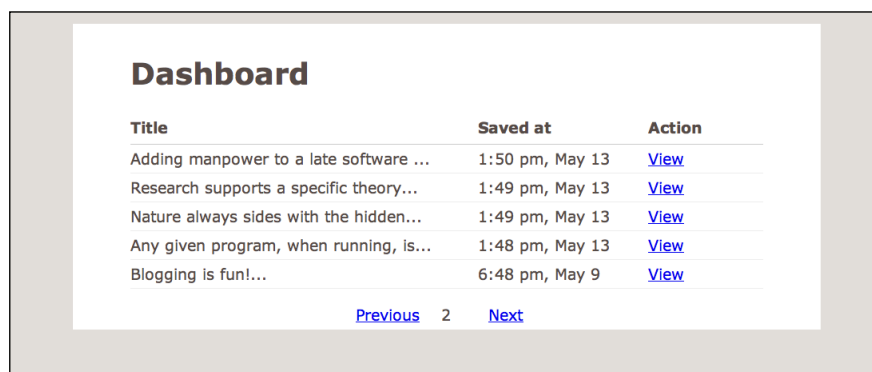 Dashboard
Title Saved at Action
Adding manpower to a late software ... 1:50 pm, May 13 View
Research supports a specific theory... 1:49 pm, May 13 View
Nature always sides with the hidden... 1:49 pm, May 13 View
Any given program, when running, is... 1:48 pm, May 13 View
Blogging is fun!... 6:48 pm, May 9 View
Previous 2 Next